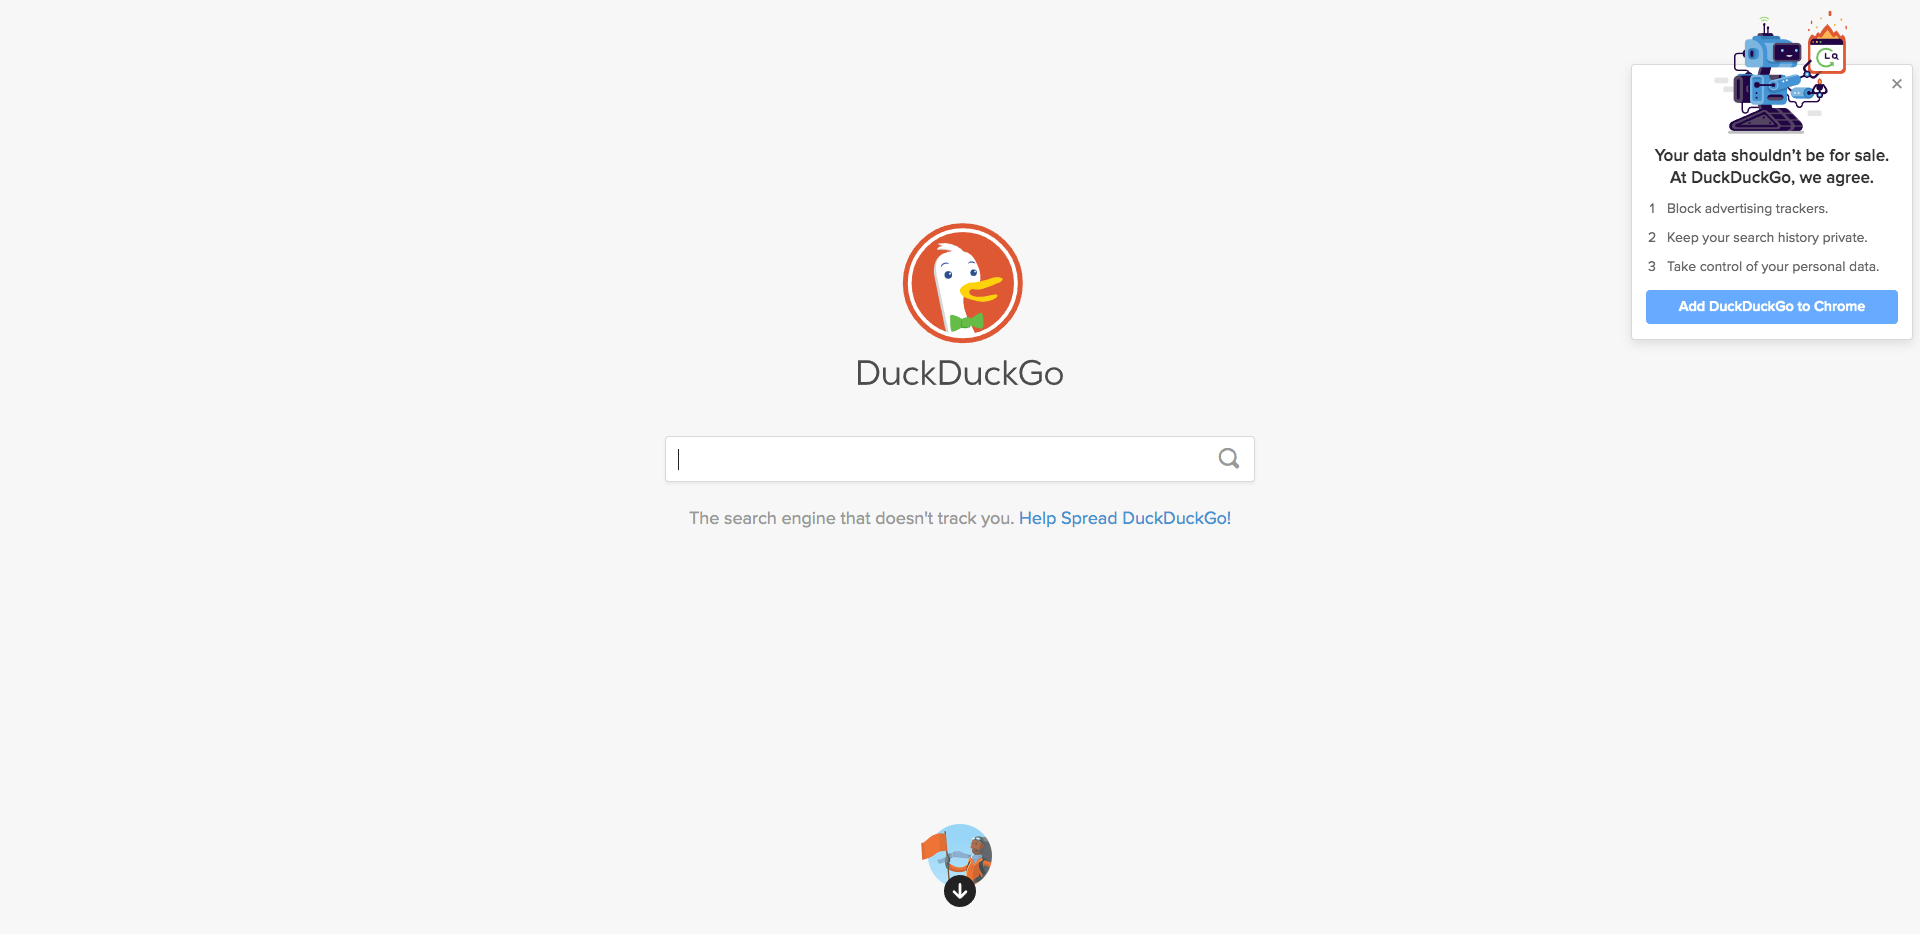 Your data shouldn’t be for sale.
At DuckDuckGo, we agree.
1 Block advertising trackers.
2 Keep your search history private.
3 Take control of your personal data.
Add DuckDuckGo to Chrome
DuckDuckGo
The search engine that doesn't track you. Help Spread DuckDuckGo!